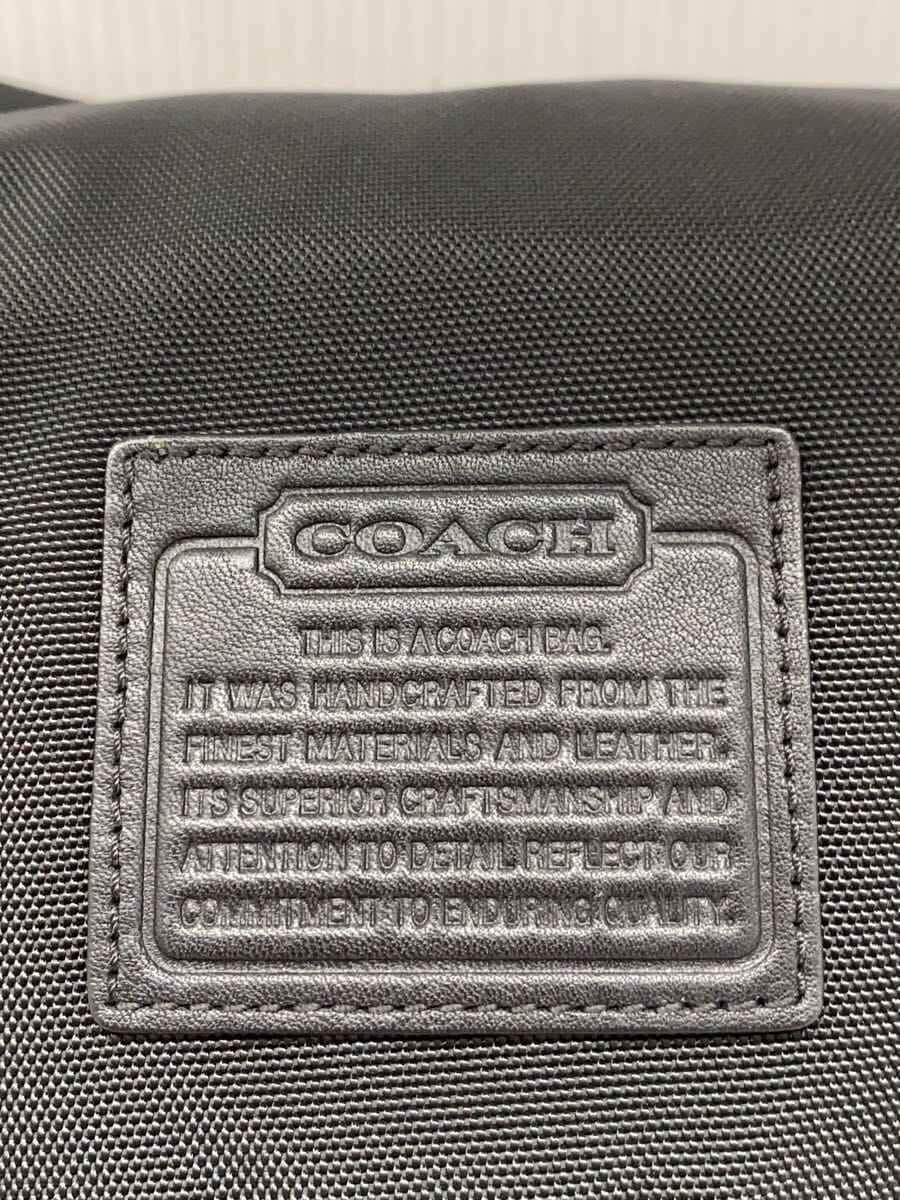 COACH
THIS IS A COACH BAG.
IT WAS HANDCRAFTED FROM THE
FINEST MATERIALS AND LEATHER.
ITS SUPERIOR CRAFTSMANSHIP AND
ATTENTION TO DETAIL REFLECT OUR
COMMITMENT TO ENDURING QUALITY.